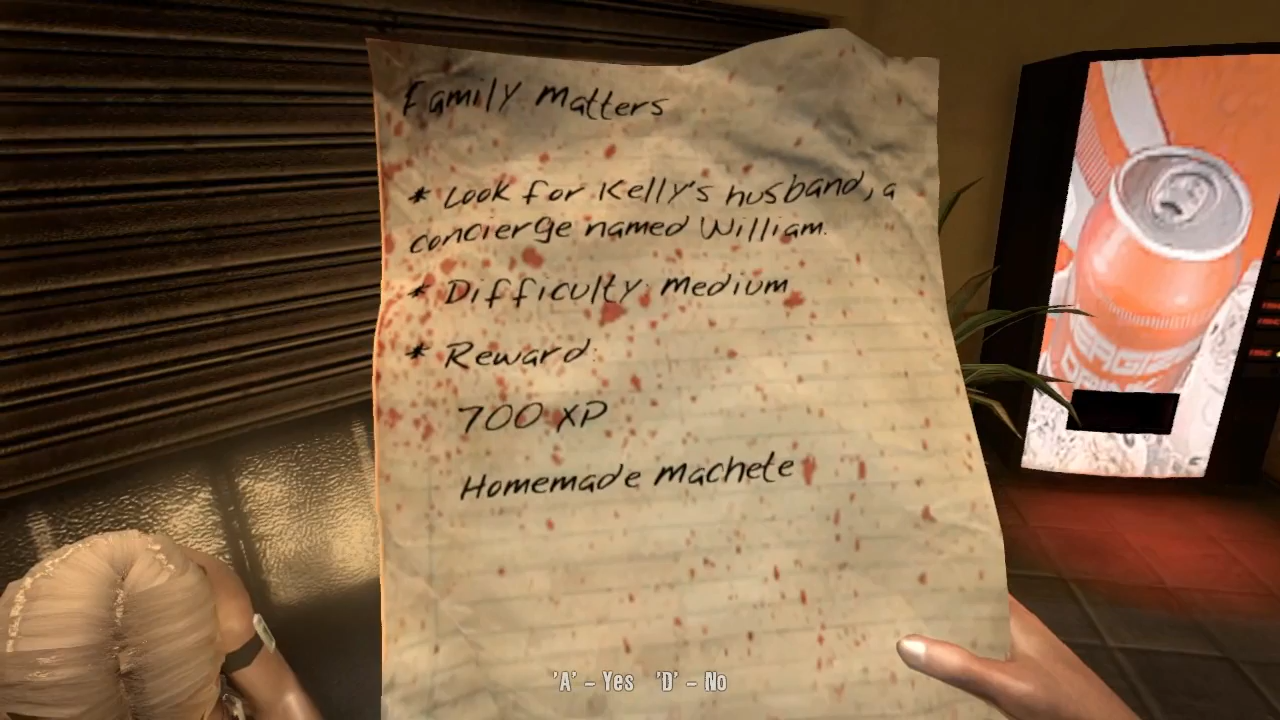 Family Matters
* Look for Kelly's husband, a
concierge named William.
* Difficulty: medium
* Reward:
700 XP
Homemade Machete
'A' – Yes 'D' – No